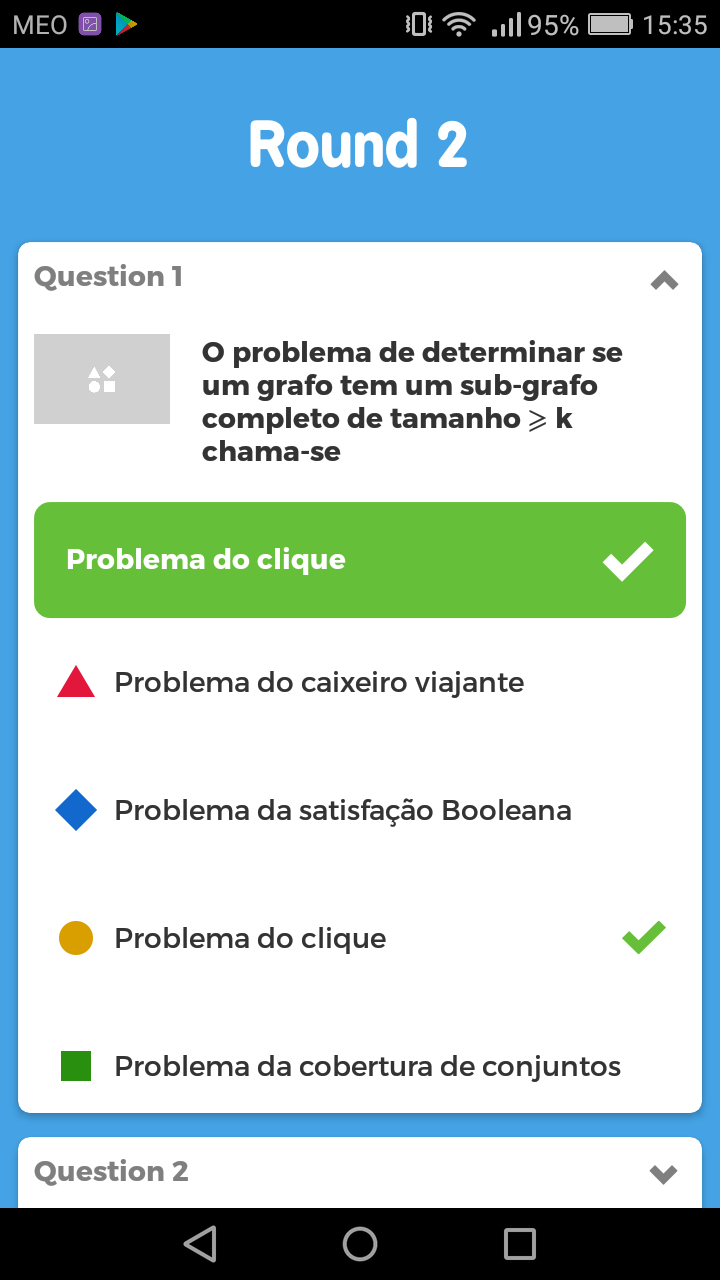 MEO 95% 15:35
Round 2
Question 1
O problema de determinar se
um grafo tem um sub-grafo
completo de tamanho ⩾ k
chama-se
Problema do clique
Problema do caixeiro viajante
Problema da satisfação Booleana
Problema do clique
Problema da cobertura de conjuntos
Question 2